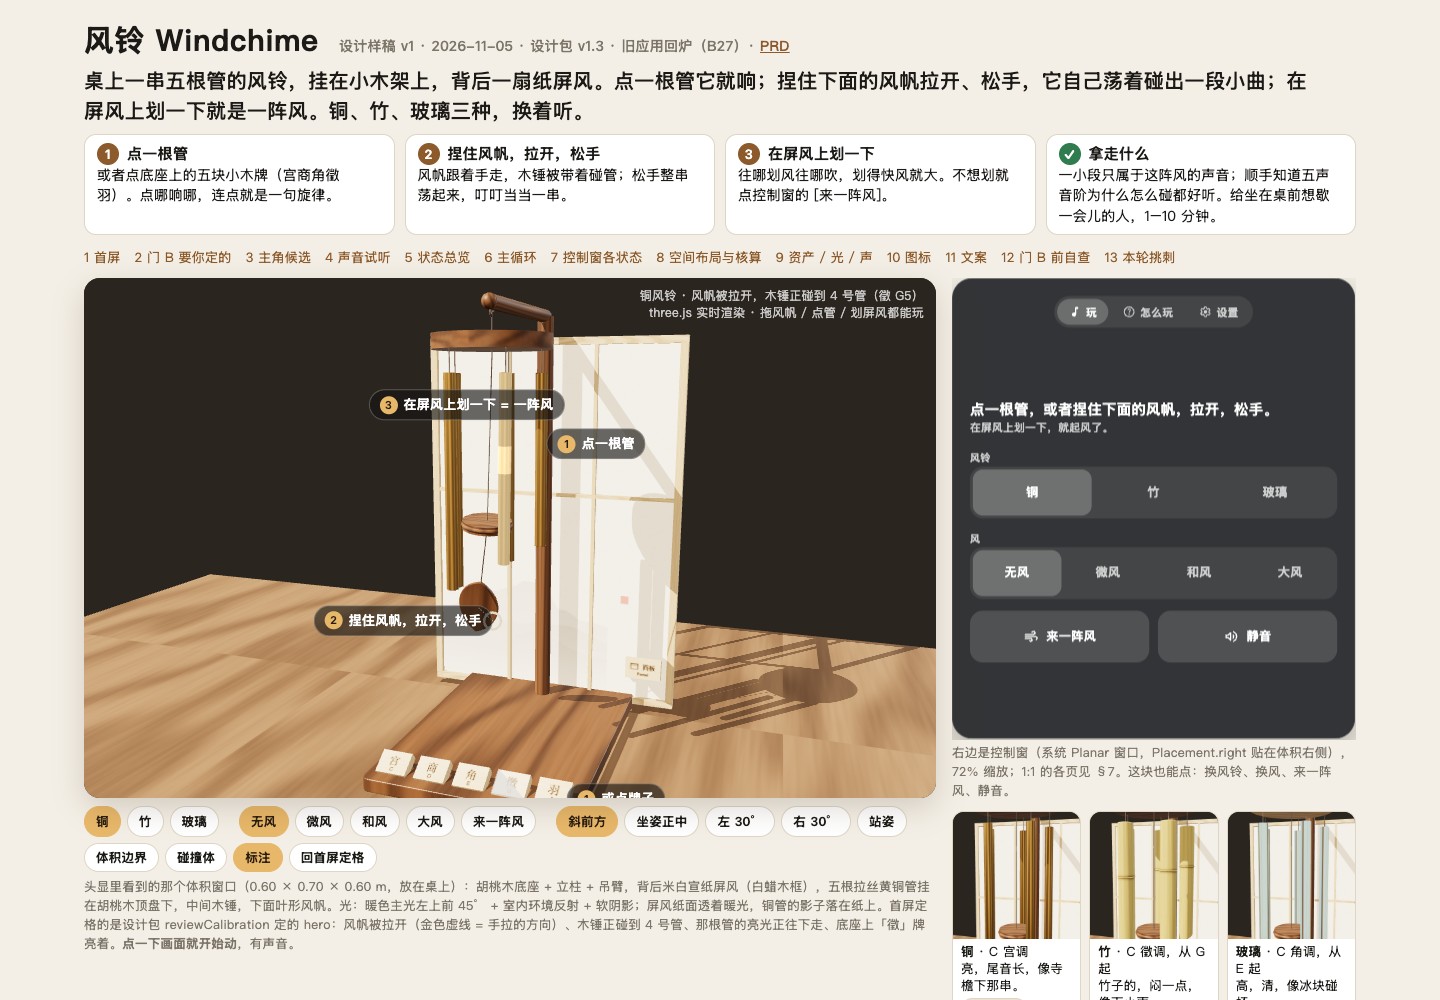 风铃 Windchime
设计样稿 v1 · 2026-11-05 · 设计包 v1.3 · 旧应用回炉（B27）· PRD
桌上一串五根管的风铃，挂在小木架上，背后一扇纸屏风。点一根管它就响；捏住下面的风帆拉开、松手，它自己荡着碰出一段小曲；在
屏风上划一下就是一阵风。铜、竹、玻璃三种，换着听。
1 点一根管
或者点底座上的五块小木牌（宫商角徵
羽）。点哪响哪，连点就是一句旋律。
2 捏住风帆，拉开，松手
风帆跟着手走，木锤被带着碰管；松手整串
荡起来，叮叮当当一串。
3 在屏风上划一下
往哪划风往哪吹，划得快风就大。不想划就
点控制窗的 [来一阵风]。
拿走什么
一小段只属于这阵风的声音；顺手知道五声
音阶为什么怎么碰都好听。给坐在桌前想歇
一会儿的人，1—10 分钟。
1 首屏 2 门 B 要你定的 3 主角候选 4 声音试听 5 状态总览 6 主循环 7 控制窗各状态 8 空间布局与核算 9 资产 / 光 / 声 10 图标 11 文案 12 门 B 前自查 13 本轮挑刺
铜风铃 · 风帆被拉开，木锤正碰到 4 号管（徵 G5）
three.js 实时渲染 · 拖风帆 / 点管 / 划屏风都能玩
3 在屏风上划一下 = 一阵风
1 点一根管
2 捏住风帆，拉开，松手
宫
商
角
徵
羽
1 或点牌子
玩 怎么玩 设置
点一根管，或者捏住下面的风帆，拉开，松手。
在屏风上划一下，就起风了。
风铃
铜 竹 玻璃
风
无风 微风 和风 大风
来一阵风 静音
右边是控制窗（系统 Planar 窗口，Placement.right 贴在体积右侧），
72% 缩放；1:1 的各页见 §7。这块也能点：换风铃、换风、来一阵
风、静音。
铜 竹 玻璃 无风 微风 和风 大风 来一阵风 斜前方 坐姿正中 左 30° 右 30° 站姿
体积边界 碰撞体 标注 回首屏定格
头显里看到的那个体积窗口（0.60 × 0.70 × 0.60 m，放在桌上）：胡桃木底座 + 立柱 + 吊臂，背后米白宣纸屏风（白蜡木框），五根拉丝黄铜管挂
在胡桃木顶盘下，中间木锤，下面叶形风帆。光：暖色主光左上前 45° + 室内环境反射 + 软阴影；屏风纸面透着暖光，铜管的影子落在纸上。首屏定
格的是设计包 reviewCalibration 定的 hero：风帆被拉开（金色虚线 = 手拉的方向）、木锤正碰到 4 号管、那根管的亮光正往下走、底座上「徵」牌
亮着。点一下画面就开始动，有声音。
铜 · C 宫调
亮，尾音长，像寺
檐下那串。
竹 · C 徵调，从 G
起
竹子的，闷一点，
玻璃 · C 角调，从
E 起
高，清，像冰块碰